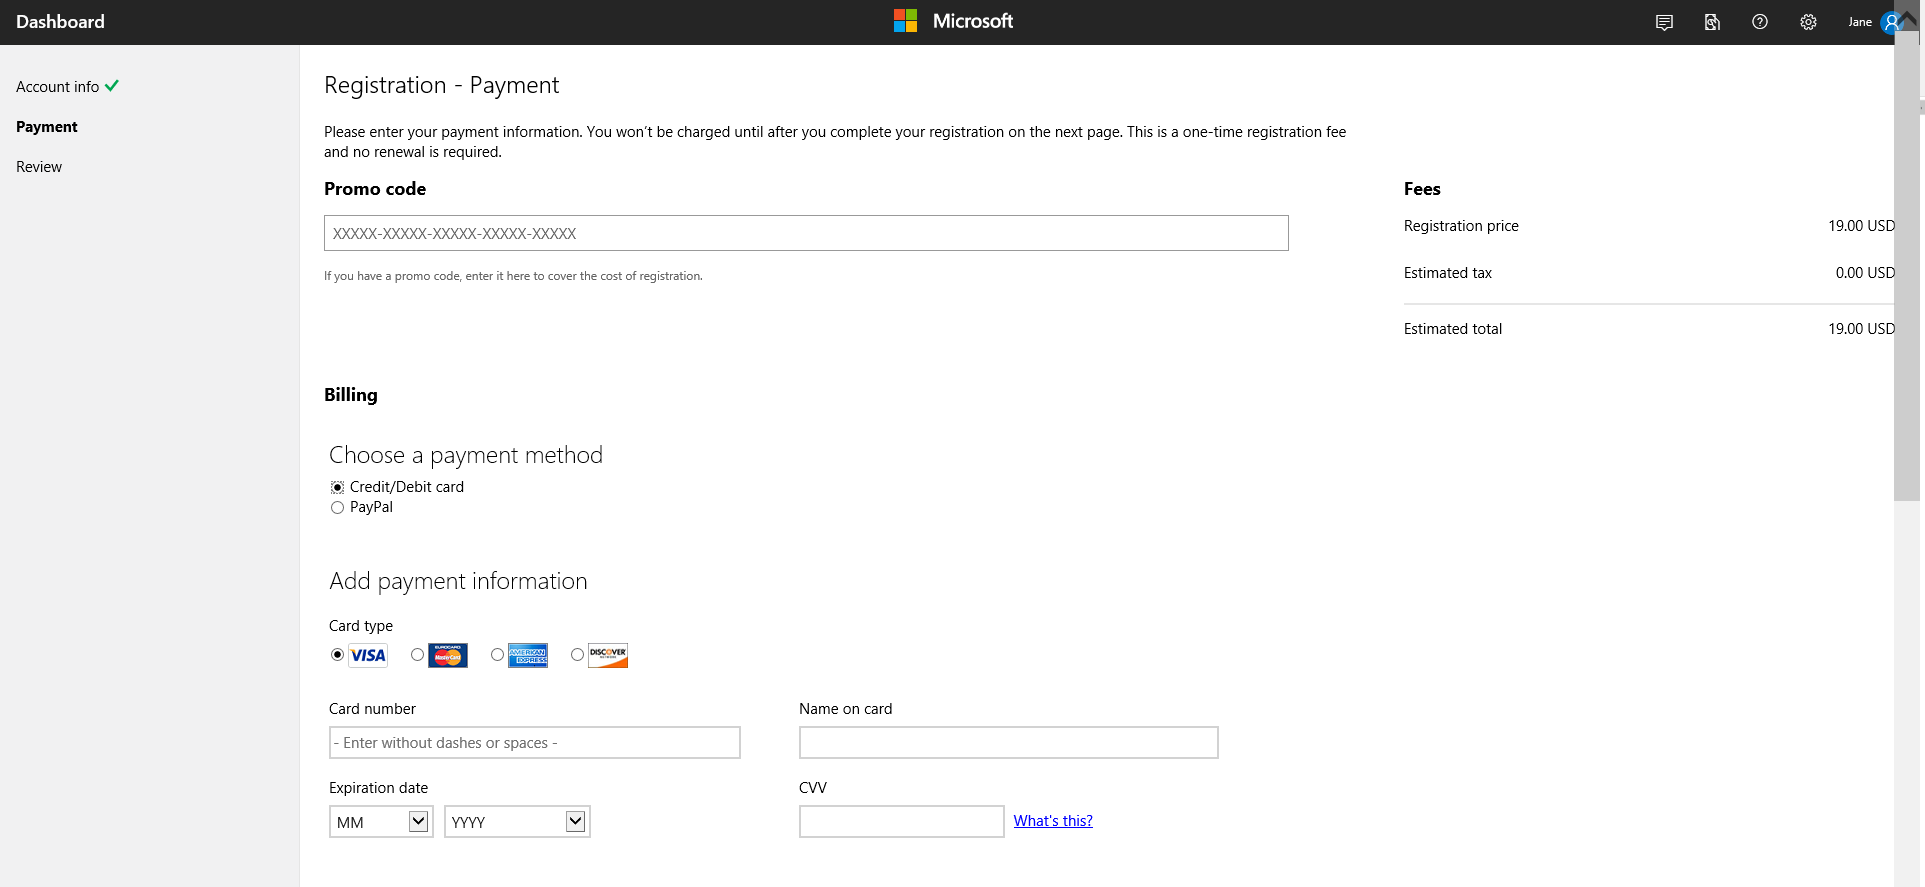 Dashboard
Microsoft
Jane
Account info
Payment
Review
Registration - Payment
Please enter your payment information. You won't be charged until after you complete your registration on the next page. This is a one-time registration fee
and no renewal is required.
Promo code
XXXXX-XXXXX-XXXXX-XXXXX-XXXXX
If you have a promo code, enter it here to cover the cost of registration.
Fees
Registration price 19.00 USD
Estimated tax 0.00 USD
Estimated total 19.00 USD
Billing
Choose a payment method
Credit/Debit card
PayPal
Add payment information
Card type
VISA EUROCARD MasterCard AMERICAN EXPRESS DISCOVER
Card number Name on card
- Enter without dashes or spaces -
Expiration date CVV
MM YYYY What's this?